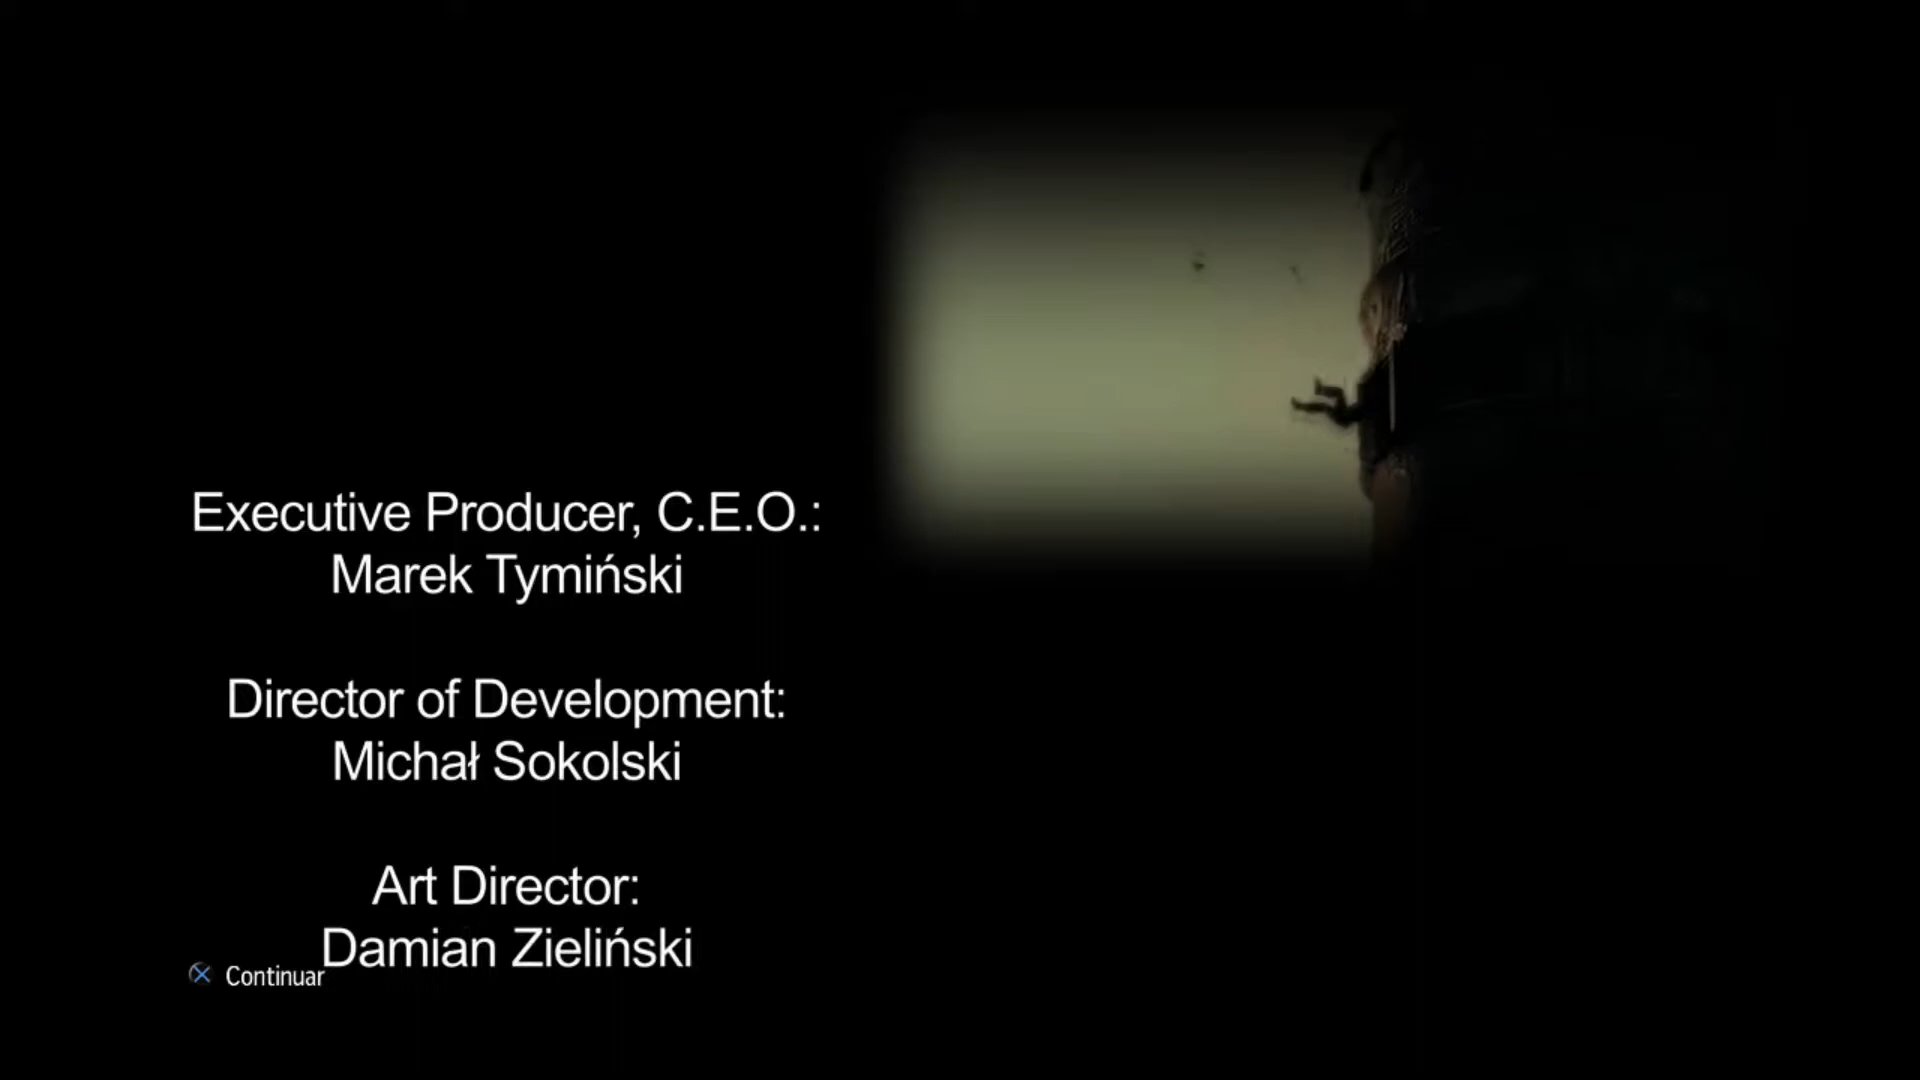 Executive Producer, C.E.O.:
Marek Tymiński
Director of Development:
Michał Sokolski
Art Director:
Damian Zieliński
Continuar